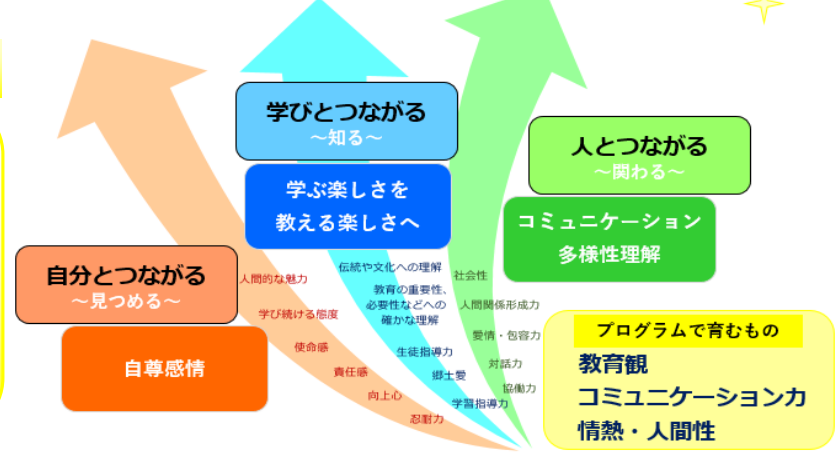 学びとつながる
～知る～
学ぶ楽しさを
教える楽しさへ
人とつながる
～関わる～
コミュニケーション
多様性理解
自分とつながる
～見つめる～
自尊感情
人間的な魅力
学び続ける態度
使命感
責任感
向上心
忍耐力
伝統や文化への理解
教育の重要性、
必要性などへの
確かな理解
生徒指導力
郷土愛
学習指導力
社会性
人間関係形成力
愛情・包容力
対話力
協働力
プログラムで育むもの
教育観
コミュニケーション力
情熱・人間性